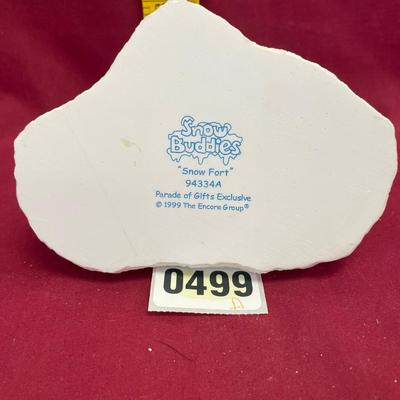 Snow
Buddies
"Snow Fort"
94334A
Parade of Gifts Exclusive
© 1999 The Encore Group®
0499
A